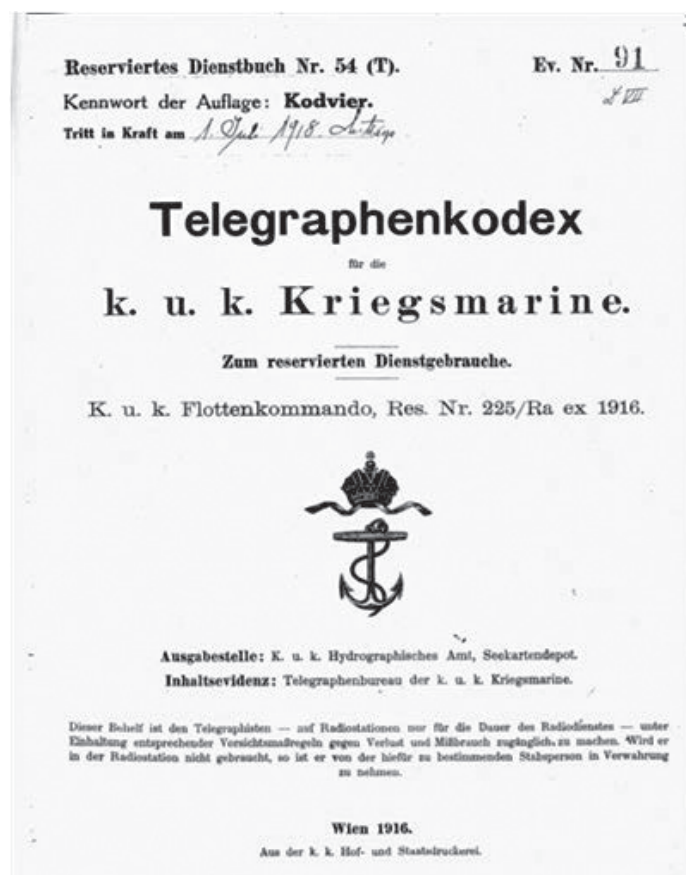 Reserviertes Dienstbuch Nr. 54 (T).
Ev. Nr. 91
Kennwort der Auflage: Kodvier.
Tritt in Kraft am 1. Juli 1918.
Telegraphenkodex
für die
k. u. k. Kriegsmarine.
Zum reservierten Dienstgebrauche.
K. u. k. Flottenkommando, Res. Nr. 225/Ra ex 1916.
Ausgabestelle: K. u. k. Hydrographisches Amt, Seekartendepot.
Inhaltsevidenz: Telegraphenbureau der k. u. k. Kriegsmarine.
Dieser Behelf ist den Telegraphisten — auf Radiostationen nur für die Dauer des Radiodienstes — unter
Einhaltung entsprechender Vorsichtsmaßregeln gegen Verlust und Mißbrauch zugänglich zu machen. Wird er
in der Radiostation nicht gebraucht, so ist er von der hiefür zu bestimmenden Stabsperson in Verwahrung
zu nehmen.
Wien 1916.
Aus der k. k. Hof- und Staatsdruckerei.